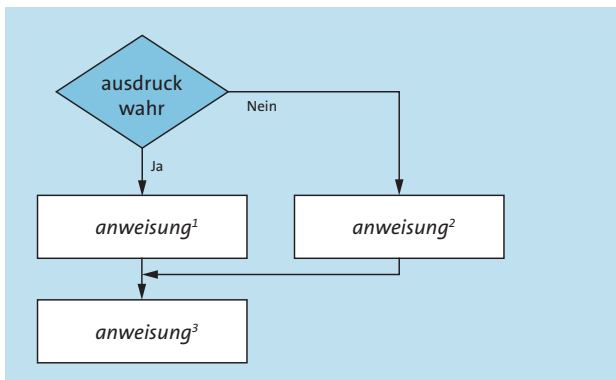 ausdruck
wahr
Nein
Ja
anweisung¹
anweisung²
anweisung³